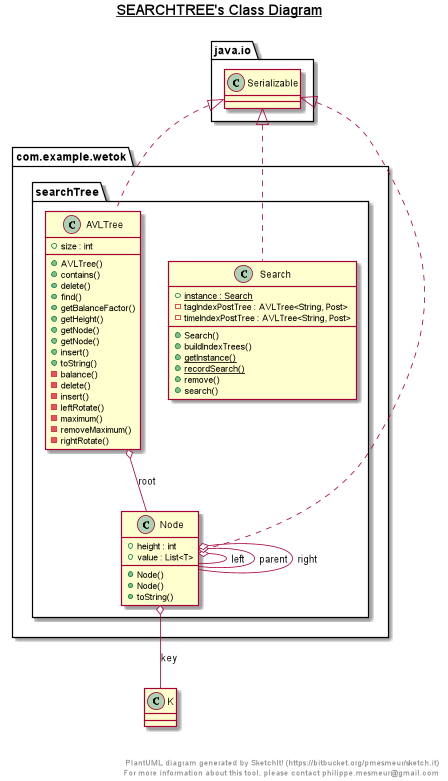 SEARCHTREE's Class Diagram
java.io
C Serializable
com.example.wetok
searchTree
C AVLTree
size : int
AVLTree()
contains()
delete()
find()
getBalanceFactor()
getHeight()
getNode()
getNode()
insert()
toString()
balance()
delete()
insert()
leftRotate()
maximum()
removeMaximum()
rightRotate()
C Search
instance : Search
tagIndexPostTree : AVLTree<String, Post>
timeIndexPostTree : AVLTree<String, Post>
Search()
buildIndexTrees()
getInstance()
recordSearch()
remove()
search()
root
C Node
height : int
value : List<T>
Node()
Node()
toString()
left
parent
right
key
C K
PlantUML diagram generated by SketchIt! (https://bitbucket.org/pmesmeur/sketch.it)
For more information about this tool, please contact philippe.mesmeur@gmail.com